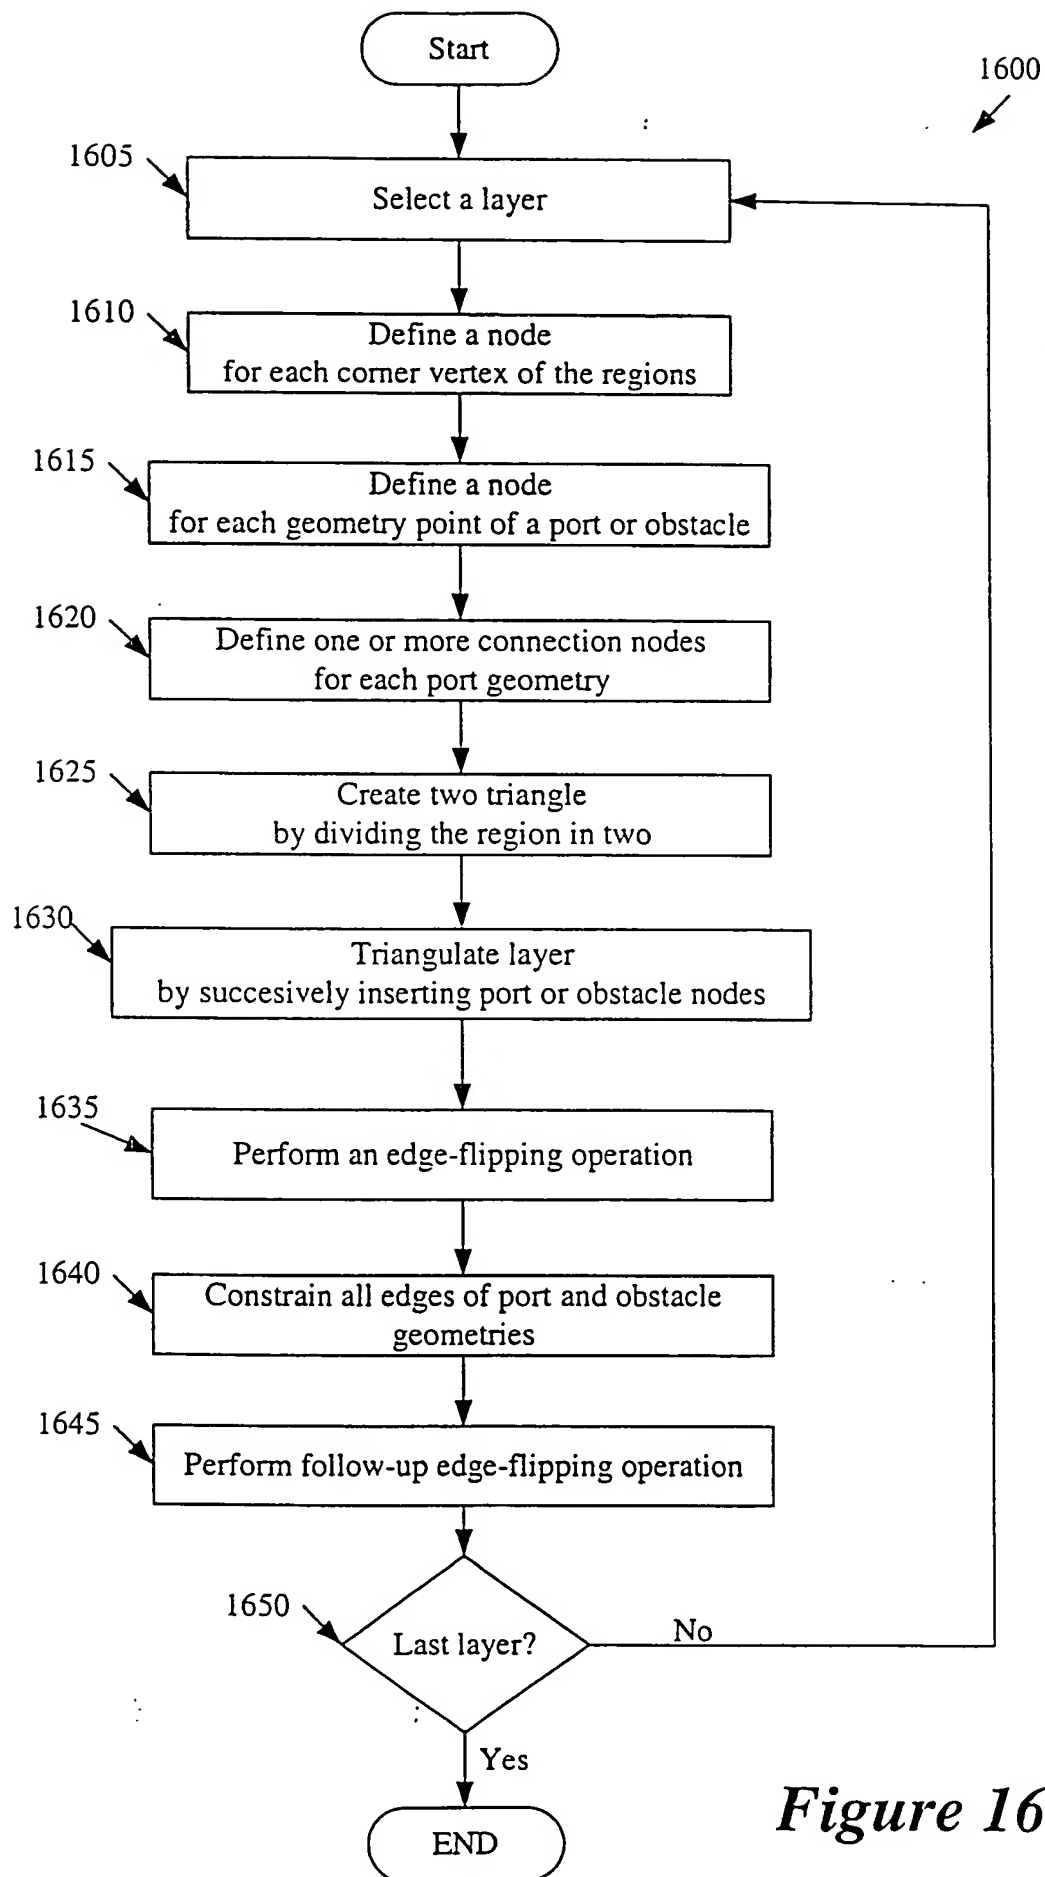 Start
1600
1605
Select a layer
1610
Define a node
for each corner vertex of the regions
1615
Define a node
for each geometry point of a port or obstacle
1620
Define one or more connection nodes
for each port geometry
1625
Create two triangle
by dividing the region in two
1630
Triangulate layer
by succesively inserting port or obstacle nodes
1635
Perform an edge-flipping operation
1640
Constrain all edges of port and obstacle
geometries
1645
Perform follow-up edge-flipping operation
1650
Last layer?
No
Yes
END
Figure 16